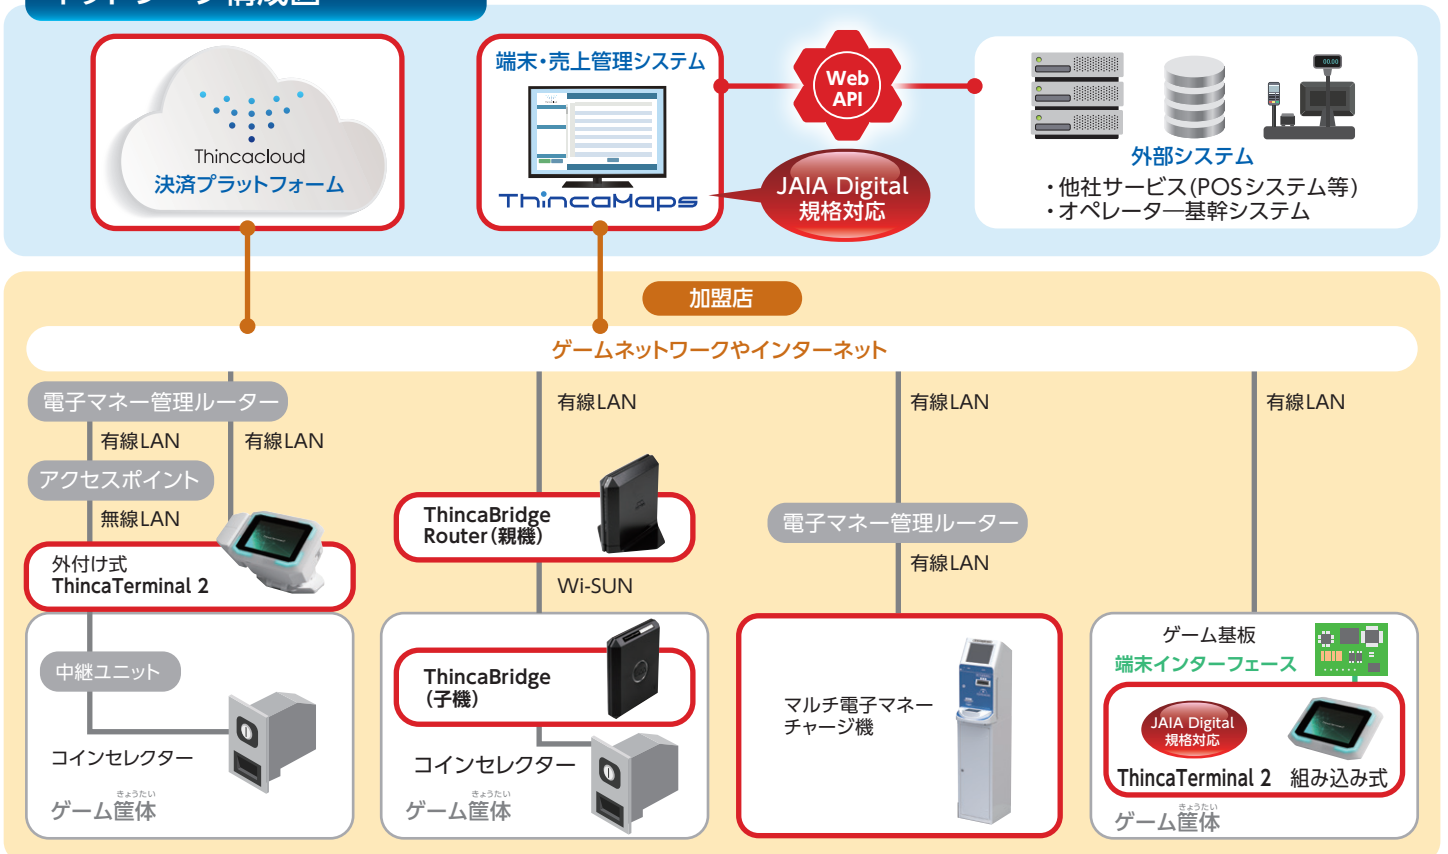 ネットワーク構成図
Thincacloud
決済プラットフォーム
端末・売上管理システム
ThincaMaps
Web
API
JAIA Digital
規格対応
00.00
外部システム
・他社サービス(POSシステム等)
・オペレーター基幹システム
加盟店
ゲームネットワークやインターネット
電子マネー管理ルーター
有線LAN
有線LAN
アクセスポイント
無線LAN
外付け式
ThincaTerminal 2
中継ユニット
コインセレクター
きょうたい
ゲーム筐体
有線LAN
ThincaBridge
Router(親機)
Wi-SUN
ThincaBridge
(子機)
コインセレクター
きょうたい
ゲーム筐体
有線LAN
電子マネー管理ルーター
有線LAN
マルチ電子マネー
チャージ機
有線LAN
ゲーム基板
端末インターフェース
JAIA Digital
規格対応
ThincaTerminal 2 組み込み式
きょうたい
ゲーム筐体